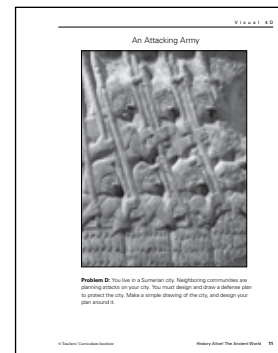 Visual 4D
An Attacking Army
Problem D: You live in a Sumerian city. Neighboring communities are
planning attacks on your city. You must design and draw a defense plan
to protect the city. Make a simple drawing of the city, and design your
plan around it.
© Teachers' Curriculum Institute
History Alive! The Ancient World 11